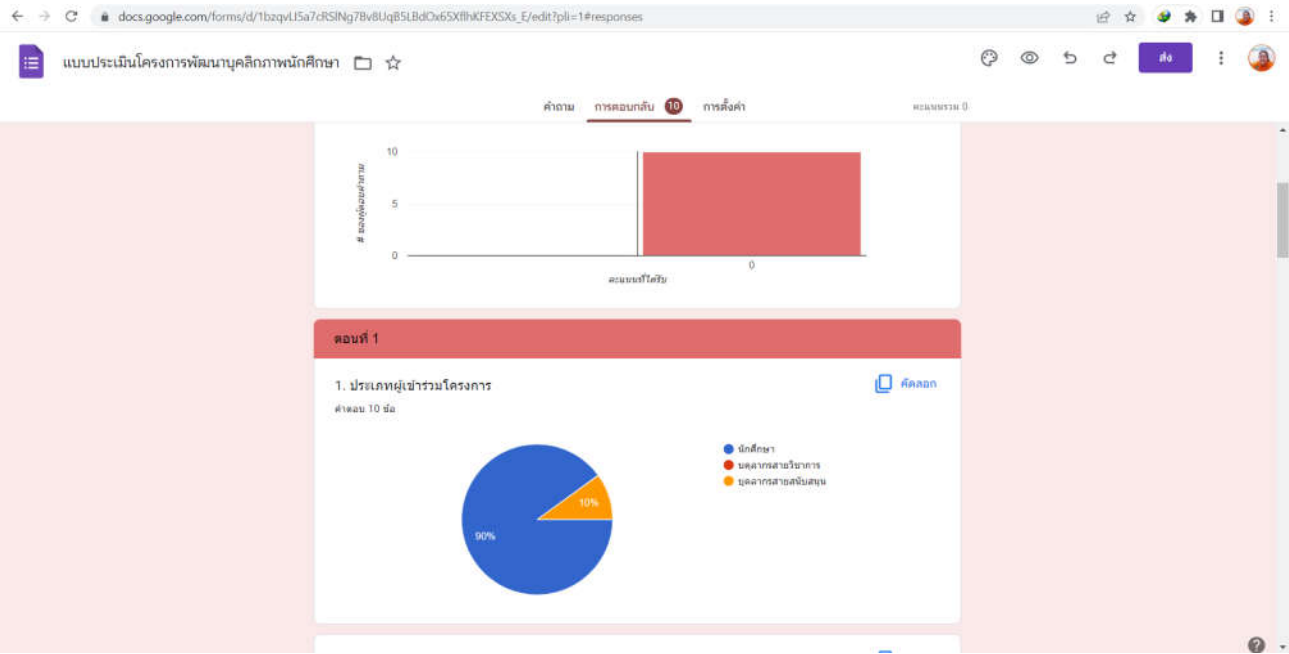 docs.google.com/forms/d/1bzqvLI5a7cRSlNg7Bv8UqB5LBdOx65XflhKFEXSXs_E/edit?pli=1#responses
แบบประเมินโครงการพัฒนาบุคลิกภาพนักศึกษา
ส่ง
คำถาม การตอบกลับ 10 การตั้งค่า
คะแนนรวม 0
10
5
0
# ของผู้ตอบคำถาม
0
คะแนนที่ได้รับ
ตอนที่ 1
1. ประเภทผู้เข้าร่วมโครงการ
คัดลอก
คำตอบ 10 ข้อ
นักศึกษา
บุคลากรสายวิชาการ
บุคลากรสายสนับสนุน
10%
90%